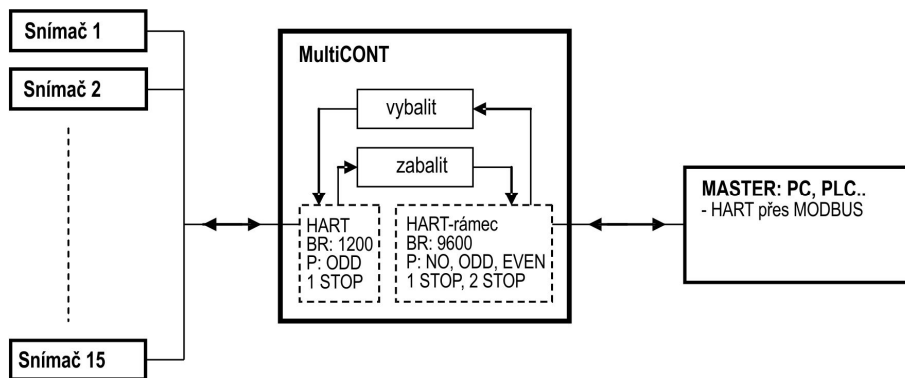 Snímač 1
Snímač 2
Snímač 15
MultiCONT
vybalit
zabalit
HART
BR: 1200
P: ODD
1 STOP
HART-rámec
BR: 9600
P: NO, ODD, EVEN
1 STOP, 2 STOP
MASTER: PC, PLC..
- HART přes MODBUS